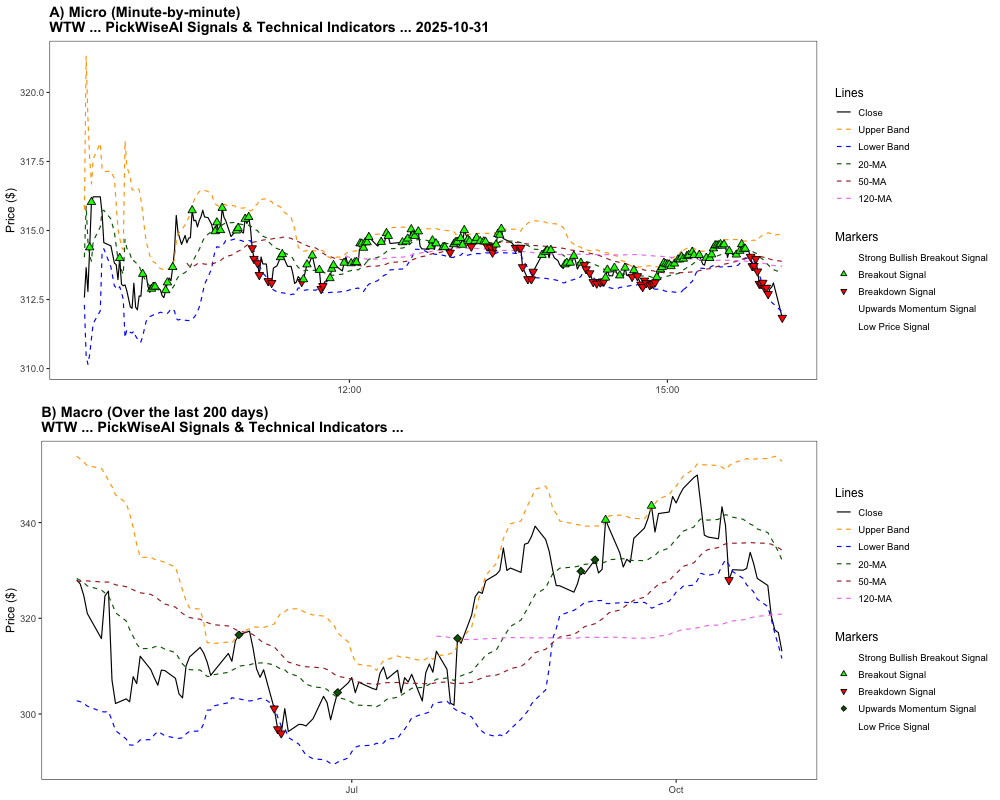 A) Micro (Minute-by-minute)
WTW ... PickWiseAI Signals & Technical Indicators ... 2025-10-31
Price ($)
320.0
317.5
315.0
312.5
310.0
12:00
15:00
Lines
Close
Upper Band
Lower Band
20-MA
50-MA
120-MA
Markers
Strong Bullish Breakout Signal
Breakout Signal
Breakdown Signal
Upwards Momentum Signal
Low Price Signal
B) Macro (Over the last 200 days)
WTW ... PickWiseAI Signals & Technical Indicators ...
Price ($)
340
320
300
Jul
Oct
Lines
Close
Upper Band
Lower Band
20-MA
50-MA
120-MA
Markers
Strong Bullish Breakout Signal
Breakout Signal
Breakdown Signal
Upwards Momentum Signal
Low Price Signal